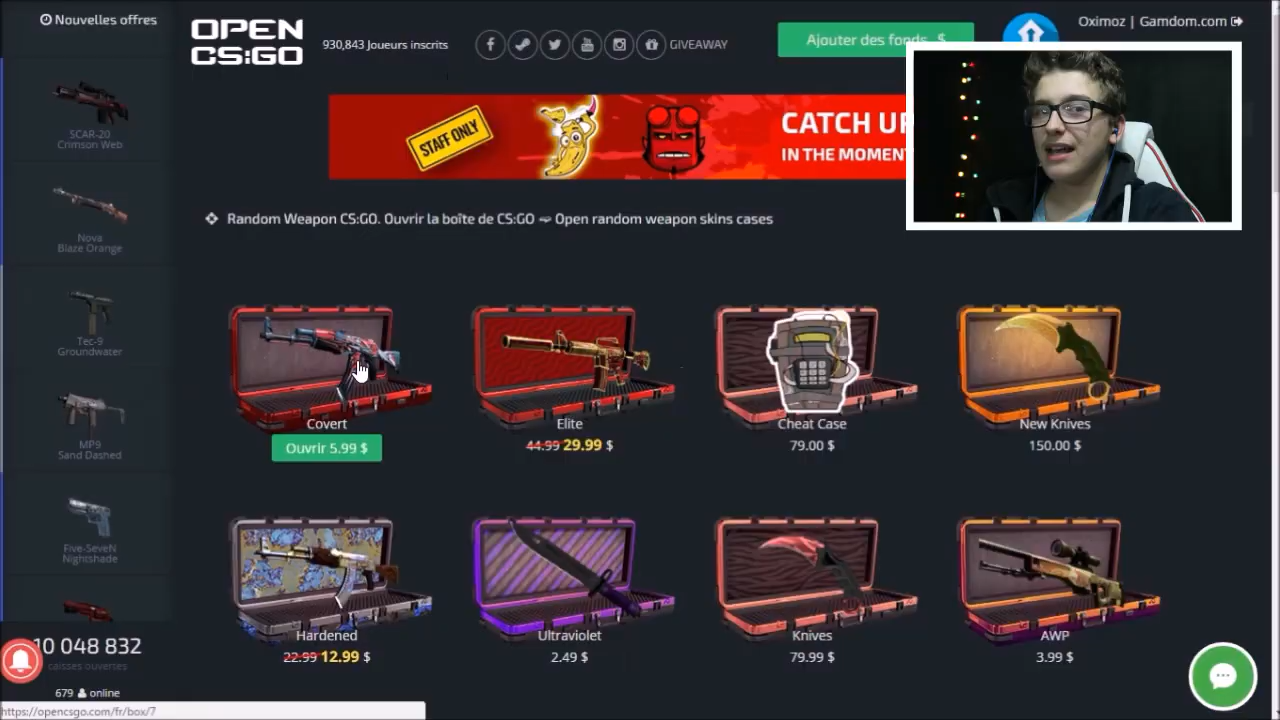 Nouvelles offres
OPEN
CS:GO
930,843 Joueurs inscrits
GIVEAWAY
Ajouter des fonds $
Oximoz | Gamdom.com
STAFF ONLY
CATCH UP
IN THE MOMEN
Random Weapon CS:GO. Ouvrir la boîte de CS:GO ⇒ Open random weapon skins cases
SCAR-20
Crimson Web
Nova
Blaze Orange
Tec-9
Groundwater
MP9
Sand Dashed
Five-SeveN
Nightshade
Covert
Ouvrir 5.99 $
Elite
44.99 29.99 $
Cheat Case
79.00 $
New Knives
150.00 $
Hardened
22.99 12.99 $
Ultraviolet
2.49 $
Knives
79.99 $
AWP
3.99 $
10 048 832
caisses ouvertes
679 online
https://opencsgo.com/fr/box/7